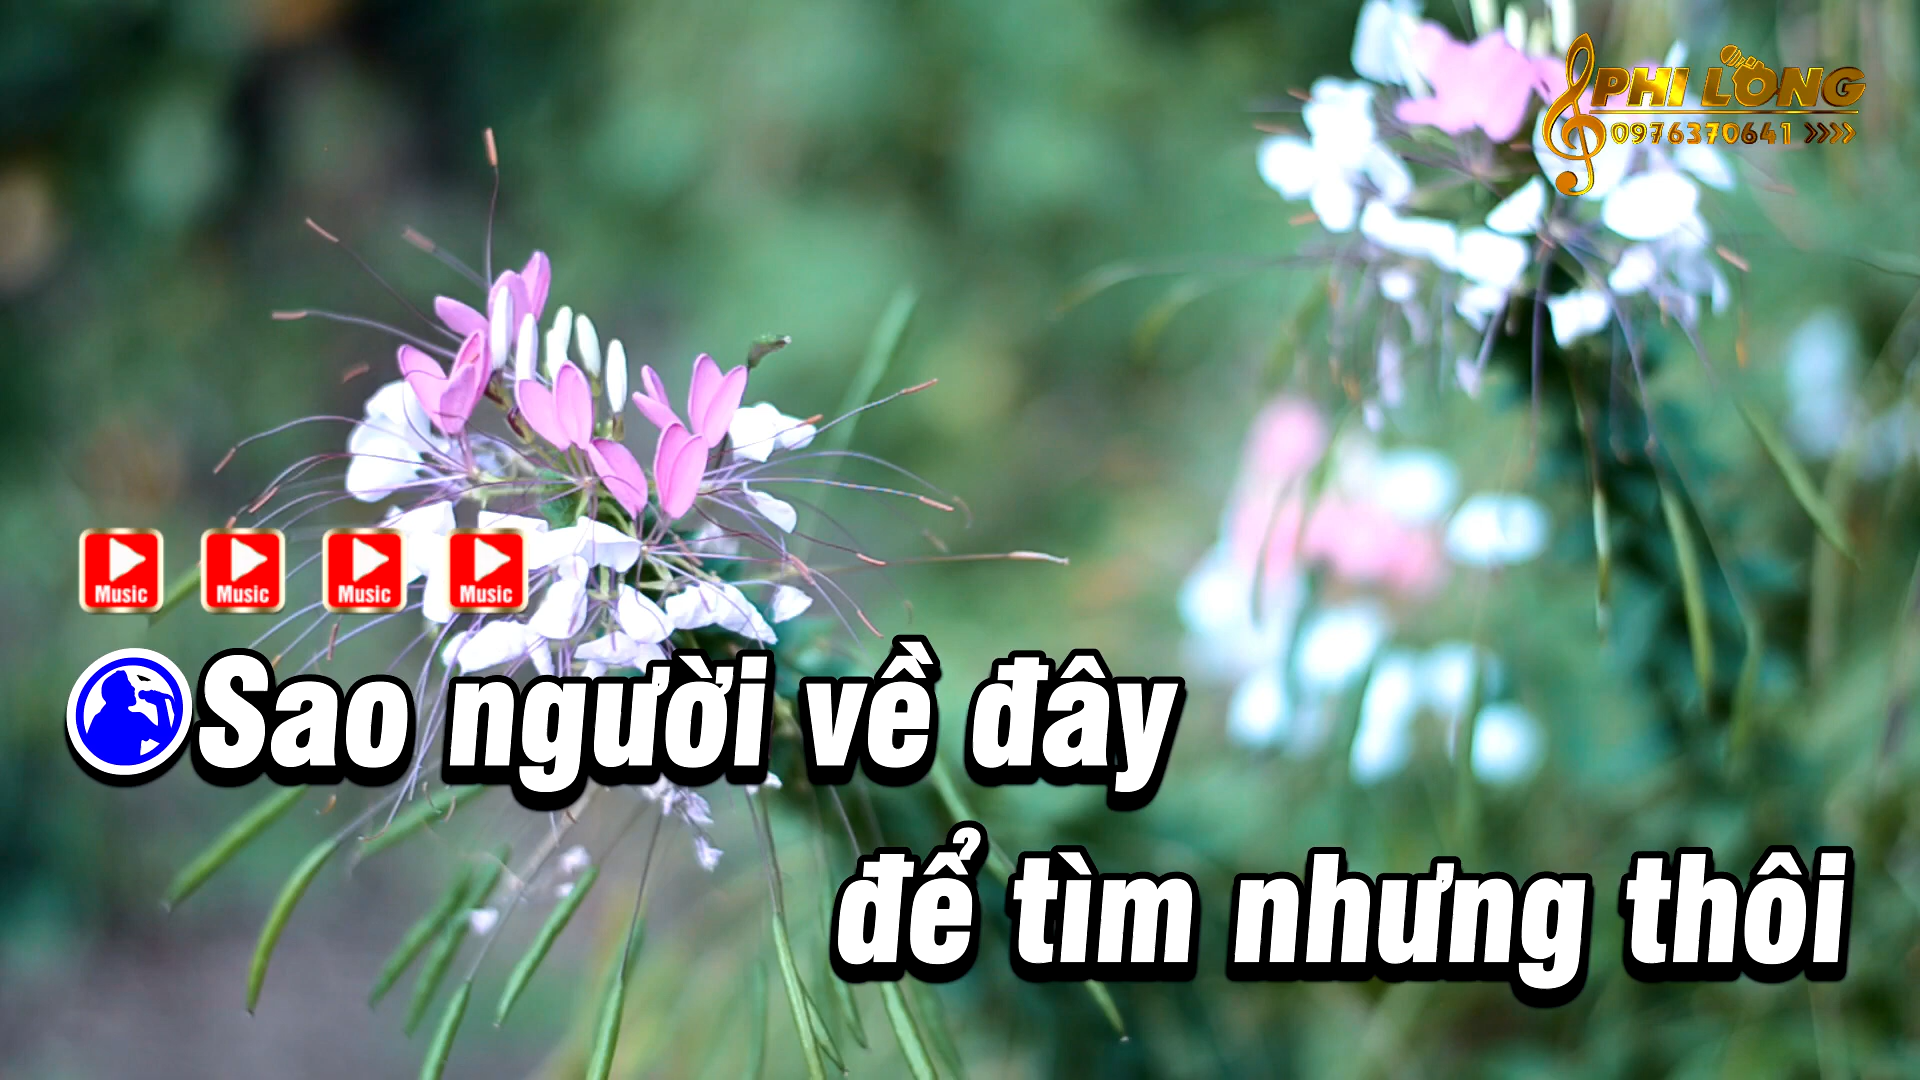 PHI LONG
0976370641 >>>>
Music Music Music Music
Sao người về đây
để tìm nhưng thôi